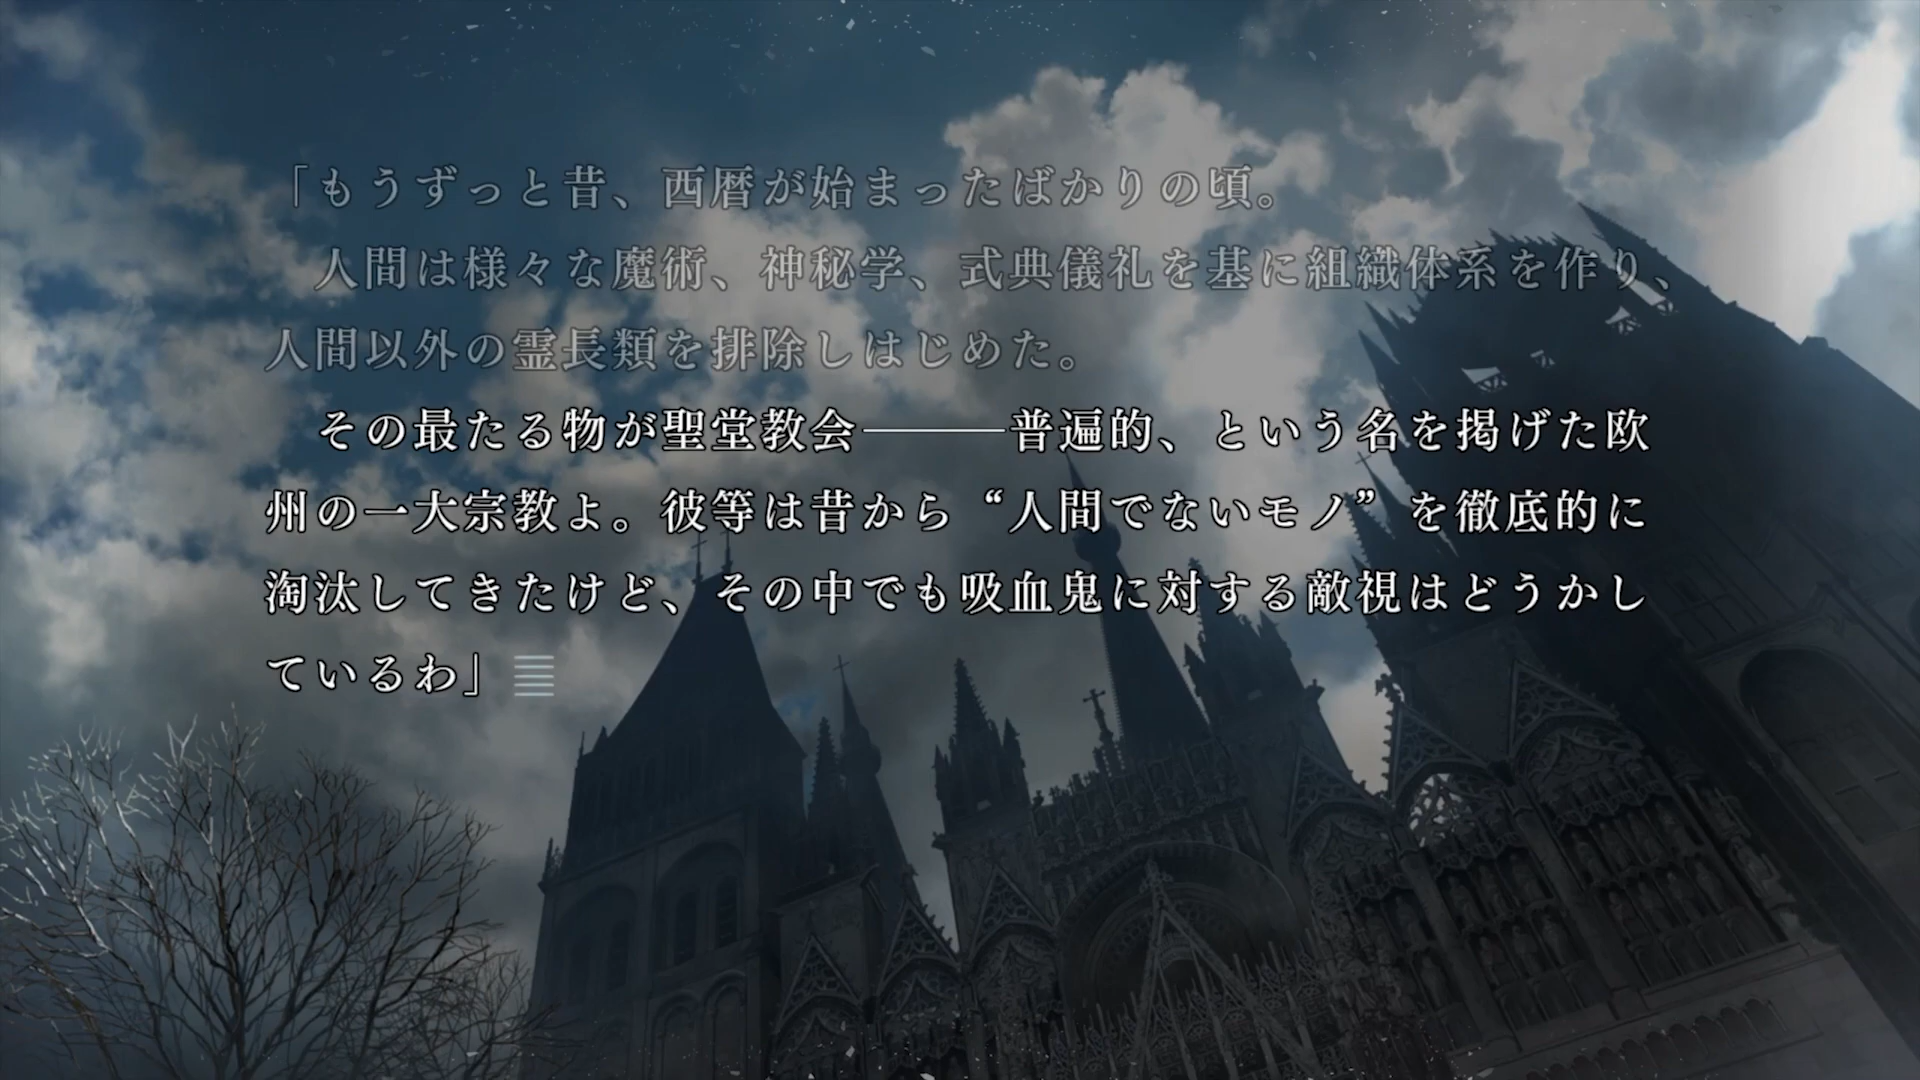 「もうずっと昔、西暦が始まったばかりの頃。
人間は様々な魔術、神秘学、式典儀礼を基に組織体系を作り、
人間以外の霊長類を排除しはじめた。
その最たる物が聖堂教会―――普遍的、という名を掲げた欧
州の一大宗教よ。彼等は昔から“人間でないモノ”を徹底的に
淘汰してきたけど、その中でも吸血鬼に対する敵視はどうかし
ているわ」